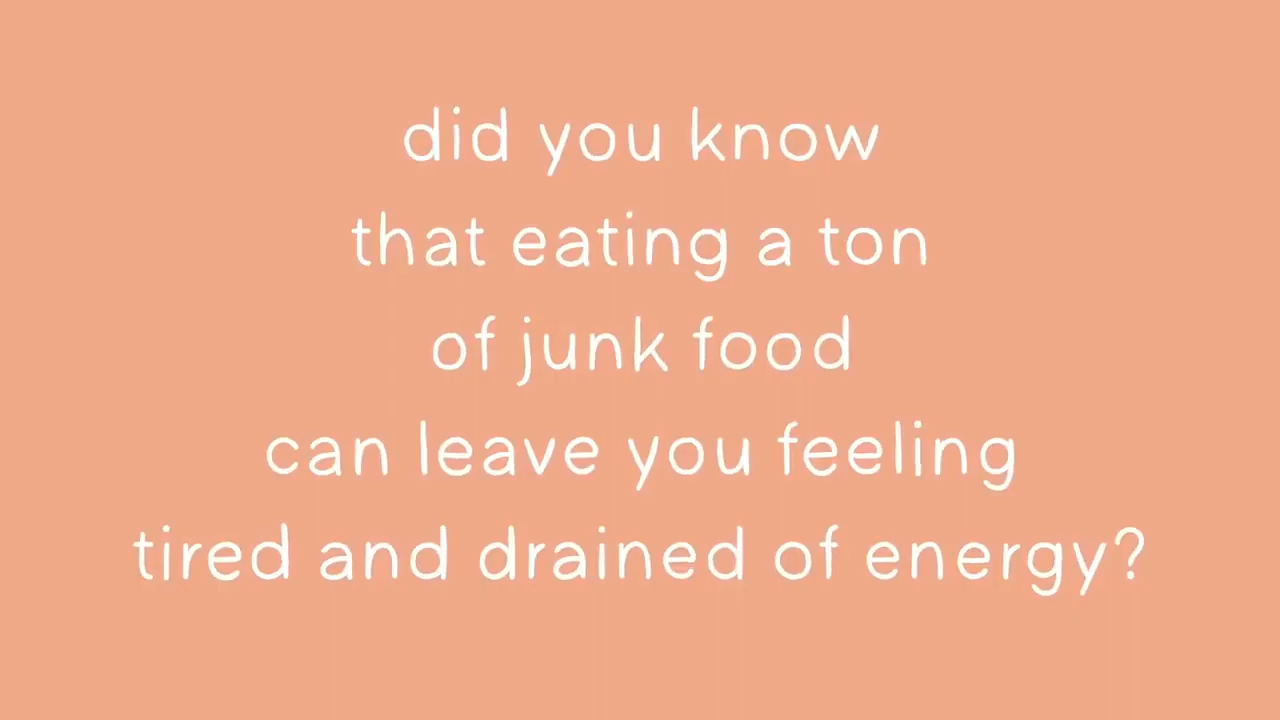 did you know
that eating a ton
of junk food
can leave you feeling
tired and drained of energy?